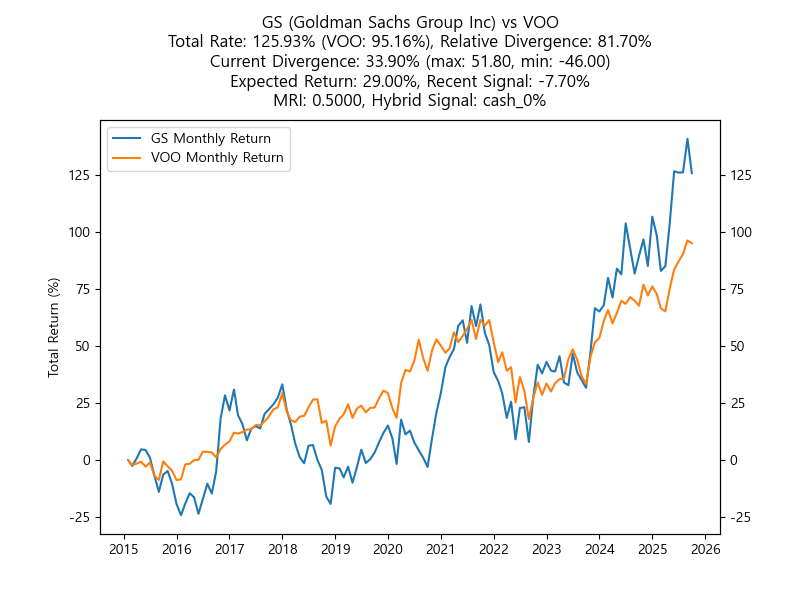 GS (Goldman Sachs Group Inc) vs VOO
Total Rate: 125.93% (VOO: 95.16%), Relative Divergence: 81.70%
Current Divergence: 33.90% (max: 51.80, min: -46.00)
Expected Return: 29.00%, Recent Signal: -7.70%
MRI: 0.5000, Hybrid Signal: cash_0%
GS Monthly Return
VOO Monthly Return
Total Return (%)
125
100
75
50
25
0
-25
125
100
75
50
25
0
-25
2015 2016 2017 2018 2019 2020 2021 2022 2023 2024 2025 2026